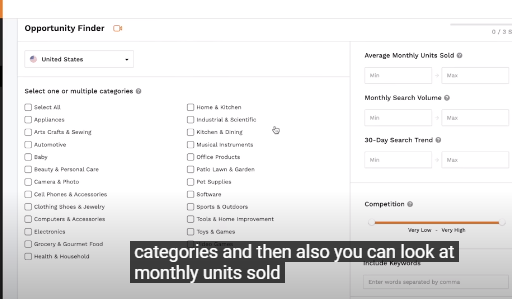 Opportunity Finder
0 / 3 S
United States
Select one or multiple categories
Select All
Appliances
Arts Crafts & Sewing
Automotive
Baby
Beauty & Personal Care
Camera & Photo
Cell Phones & Accessories
Clothing Shoes & Jewelry
Computers & Accessories
Electronics
Grocery & Gourmet Food
Health & Household
Home & Kitchen
Industrial & Scientific
Kitchen & Dining
Musical Instruments
Office Products
Patio Lawn & Garden
Pet Supplies
Software
Sports & Outdoors
Tools & Home Improvement
Toys & Games
Average Monthly Units Sold
Min - Max
Monthly Search Volume
Min - Max
30-Day Search Trend
Min - Max
Competition
Very Low - Very High
Include Keywords
Enter words separated by comma
categories and then also you can look at
monthly units sold